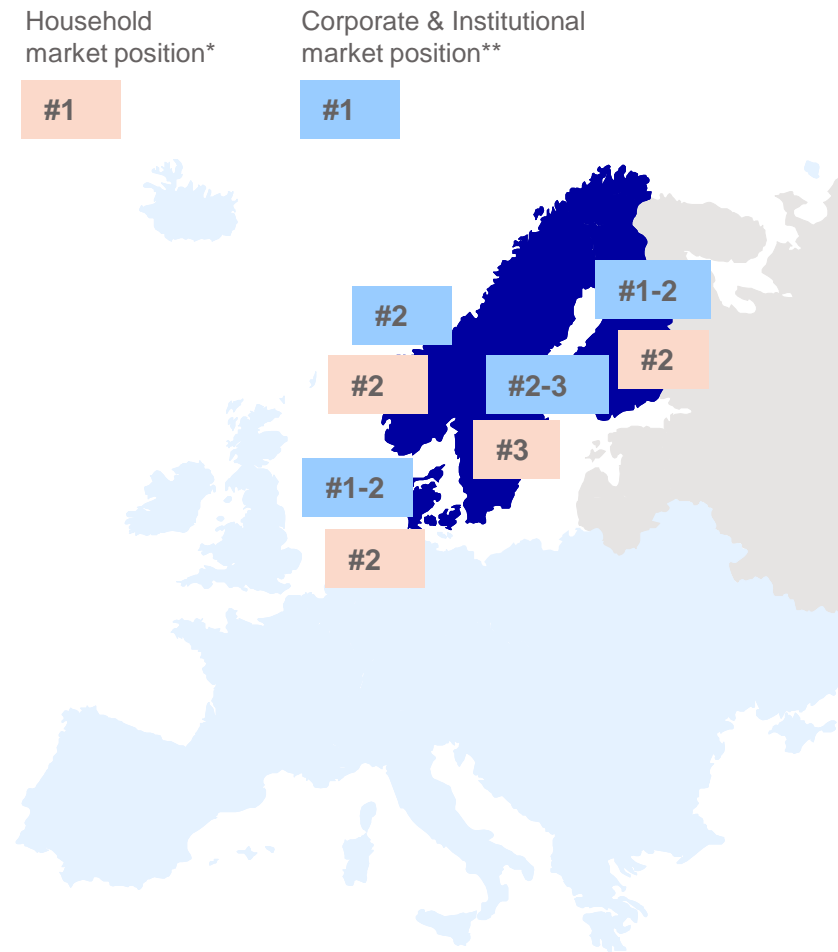 Household
market position*
Corporate & Institutional
market position**
#1
#1
#1-2
#2
#2
#2
#2-3
#3
#1-2
#2